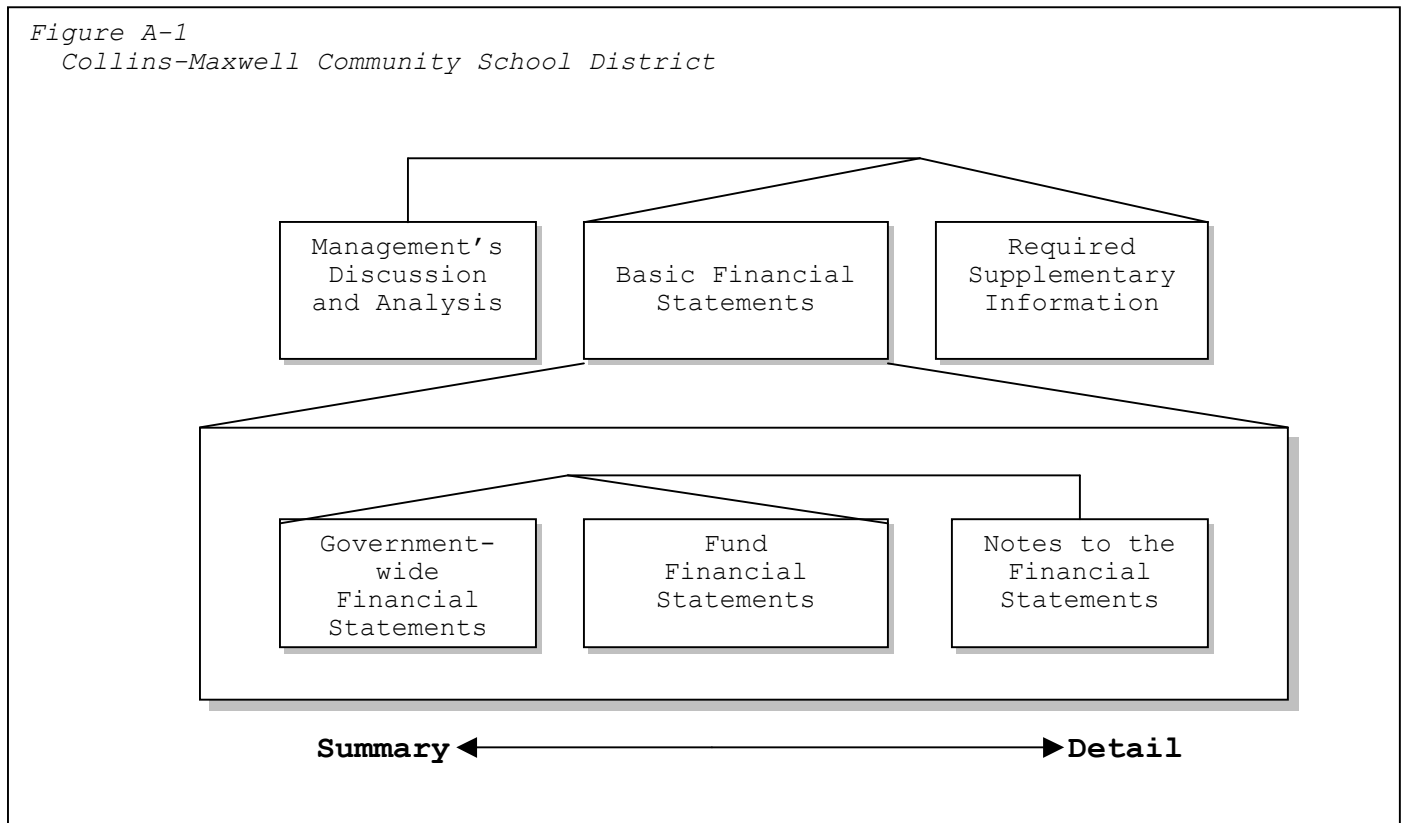 Figure A-1
Collins-Maxwell Community School District
Management’s
Discussion
and Analysis
Basic Financial
Statements
Required
Supplementary
Information
Government-
wide
Financial
Statements
Fund
Financial
Statements
Notes to the
Financial
Statements
Summary
Detail